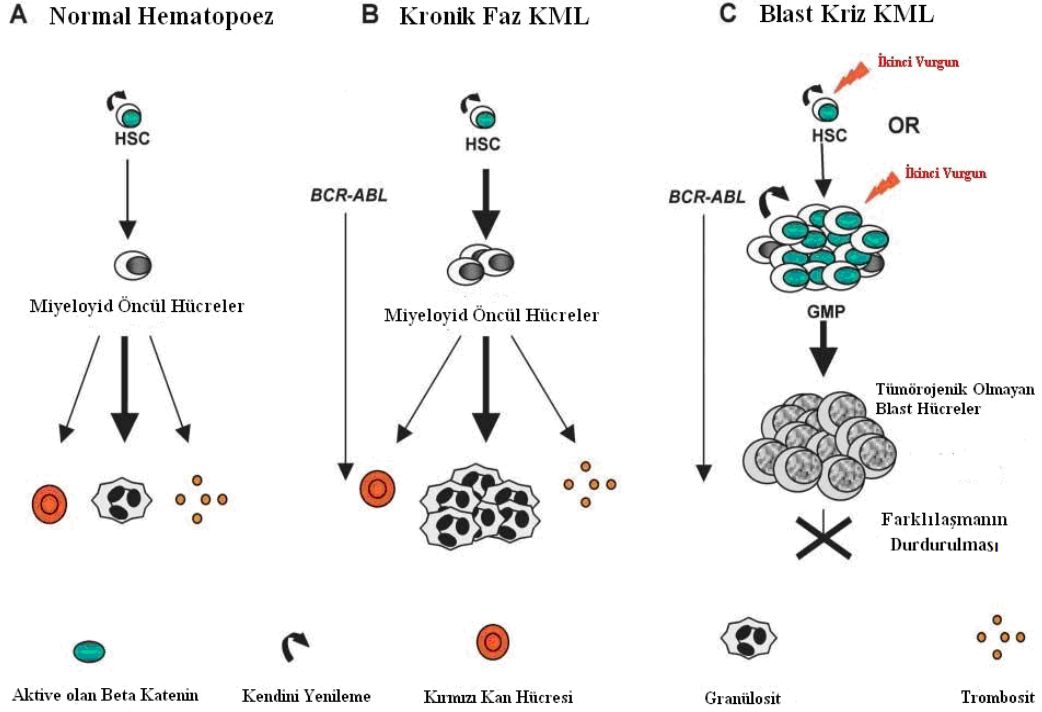 A Normal Hematopoez
HSC
Miyeloyid Öncül Hücreler
B Kronik Faz KML
HSC
BCR-ABL
Miyeloyid Öncül Hücreler
C Blast Kriz KML
İkinci Vurgun
HSC
OR
İkinci Vurgun
BCR-ABL
GMP
Tümörojenik Olmayan
Blast Hücreler
Farklılaşmanın
Durdurulması
Aktive olan Beta Katenin
Kendini Yenileme
Kırmızı Kan Hücresi
Granülosit
Trombosit